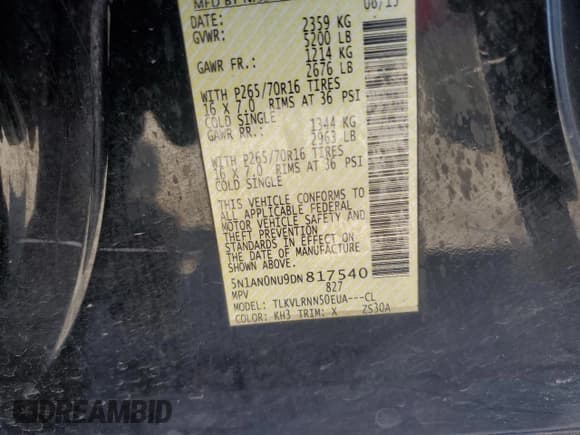 MFD BY
DATE: 08/13
GVWR: 2359 KG
5200 LB
GAWR FR.: 1214 KG
2676 LB
WITH P265/70R16 TIRES
16 X 7.0 RIMS AT 36 PSI
COLD SINGLE
GAWR RR.: 1344 KG
2963 LB
WITH P265/70R16 TIRES
16 X 7.0 RIMS AT 36 PSI
COLD SINGLE
THIS VEHICLE CONFORMS TO
ALL APPLICABLE FEDERAL
MOTOR VEHICLE SAFETY AND
THEFT PREVENTION
STANDARDS IN EFFECT ON
THE DATE OF MANUFACTURE
SHOWN ABOVE.
5N1AN0NU9DN817540
MPV 827
MODEL: TLKVLRNN50EUA---CL
COLOR: KH3 TRIM: X ZS30A
DREAMBID